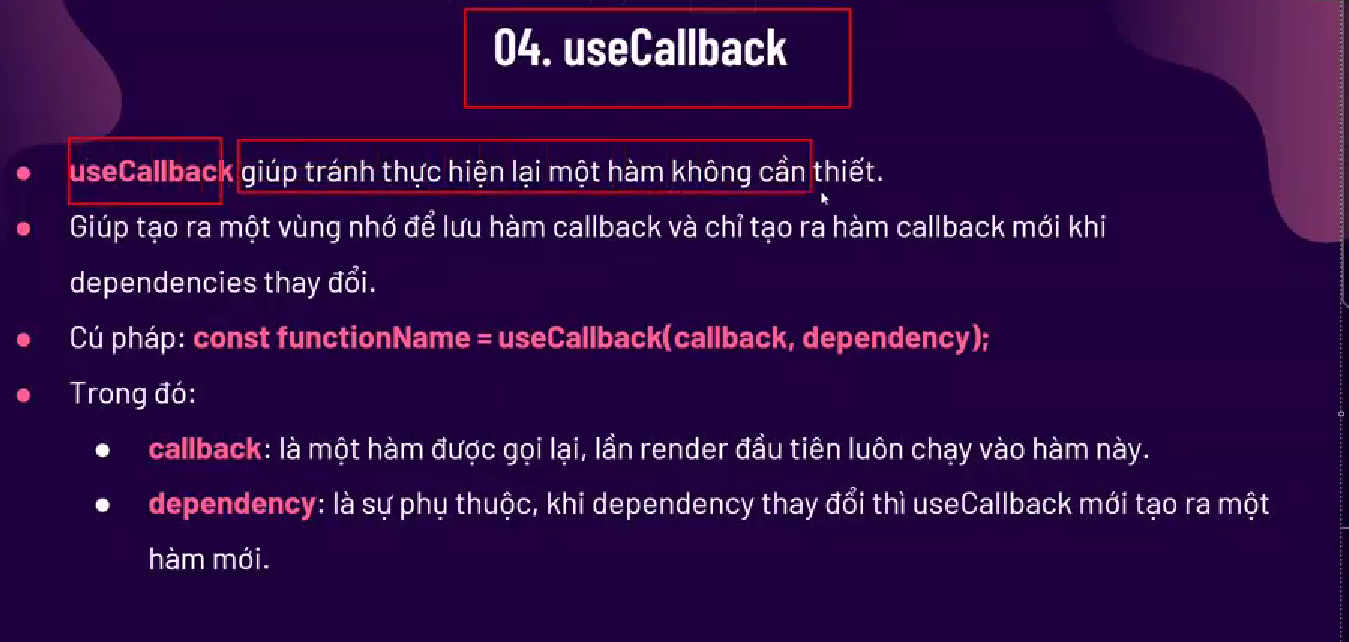 04. useCallback
useCallback giúp tránh thực hiện lại một hàm không cần thiết.
Giúp tạo ra một vùng nhớ để lưu hàm callback và chỉ tạo ra hàm callback mới khi
dependencies thay đổi.
Cú pháp: const functionName = useCallback(callback, dependency);
Trong đó:
callback: là một hàm được gọi lại, lần render đầu tiên luôn chạy vào hàm này.
dependency: là sự phụ thuộc, khi dependency thay đổi thì useCallback mới tạo ra một
hàm mới.